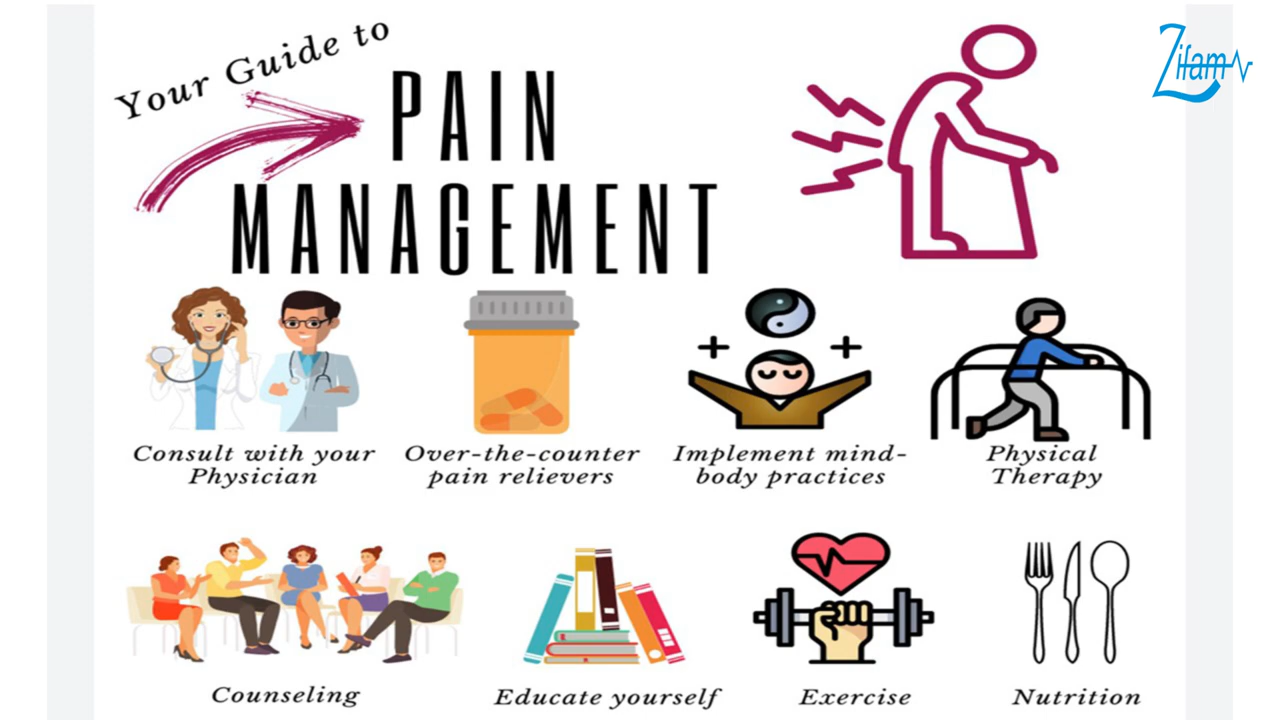 Your Guide to
PAIN
MANAGEMENT
Zifam
Consult with your
Physician
Over-the-counter
pain relievers
Implement mind-
body practices
Physical
Therapy
Counseling
Educate yourself
Exercise
Nutrition